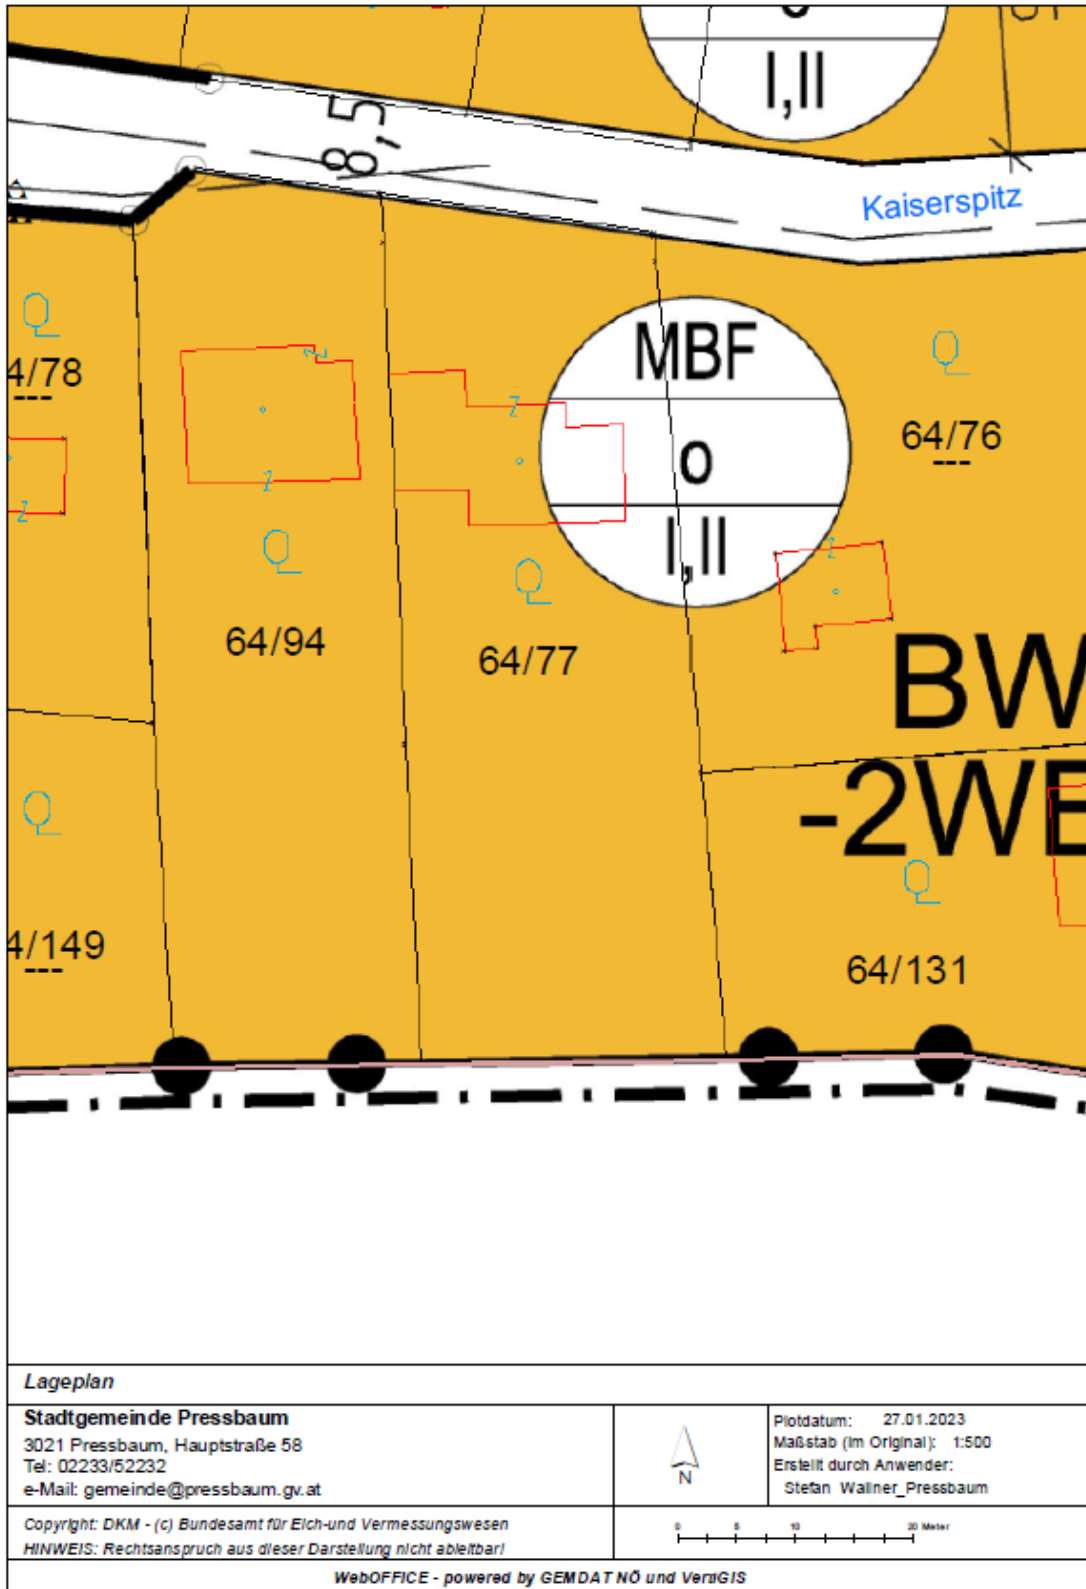 I,II
8,5
Kaiserspitz
4/78
MBF
o
I,II
64/76
64/94
64/77
BW
-2WE
4/149
64/131
Lageplan
Stadtgemeinde Pressbaum
3021 Pressbaum, Hauptstraße 58
Tel: 02233/52232
e-Mail: gemeinde@pressbaum.gv.at
N
Plotdatum: 27.01.2023
Maßstab (im Original): 1:500
Erstellt durch Anwender:
Stefan Wallner_Pressbaum
Copyright: DKM - (c) Bundesamt für Eich-und Vermessungswesen
HINWEIS: Rechtsanspruch aus dieser Darstellung nicht ableitbar!
0 5 10 20 Meter
WebOFFICE - powered by GEMDAT NÖ und VertiGIS